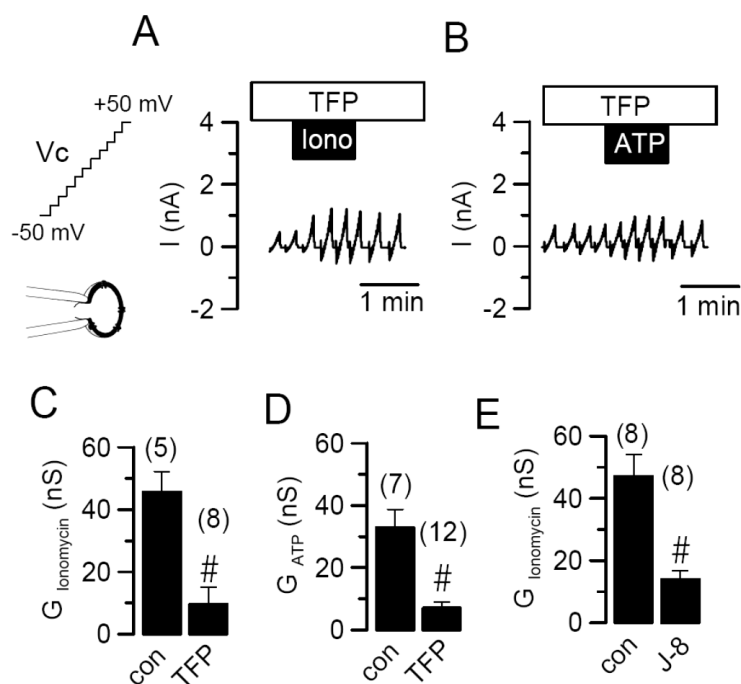 A
B
+50 mV
Vc
-50 mV
TFP
Iono
I (nA)
4
2
0
-2
1 min
TFP
ATP
I (nA)
4
2
0
-2
1 min
C
G Ionomycin (nS)
60
40
20
0
(5)
(8)
#
con
TFP
D
G ATP (nS)
60
40
20
0
(7)
(12)
#
con
TFP
E
G Ionomycin (nS)
60
40
20
0
(8)
(8)
#
con
J-8